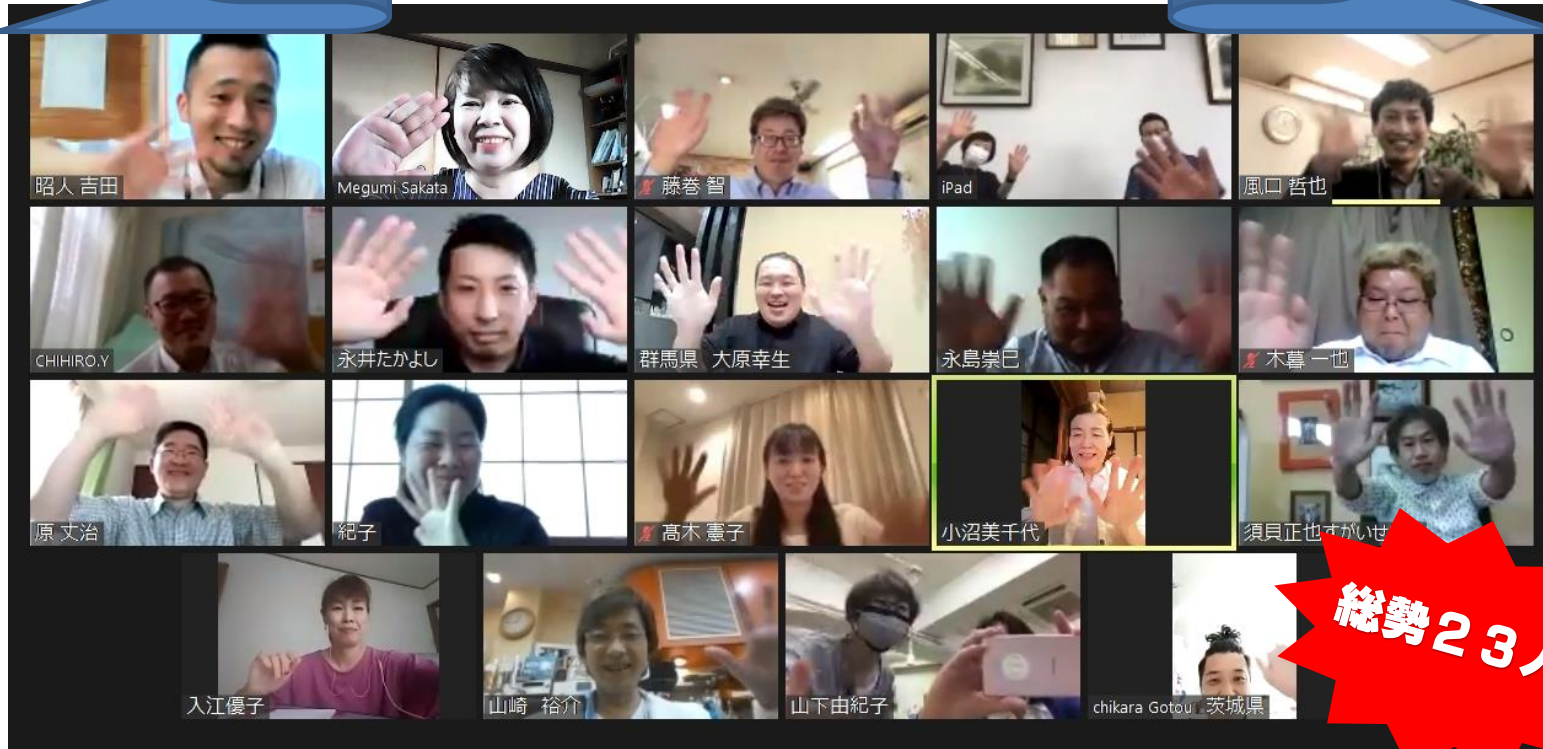 昭人 吉田
Megumi Sakata
藤巻 智
iPad
風口 哲也
CHIHIRO.Y
永井たかよし
群馬県 大原幸生
永島崇巳
木暮 一也
原 丈治
紀子
髙木 憲子
小沼美千代
須貝正也すがいせ
入江優子
山崎 裕介
山下由紀子
chikara Gotou 茨城県
総勢23人